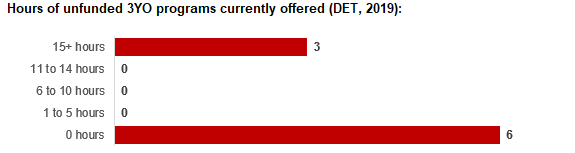 Hours of unfunded 3YO programs currently offered (DET, 2019):
15+ hours 3
11 to 14 hours 0
6 to 10 hours 0
1 to 5 hours 0
0 hours 6